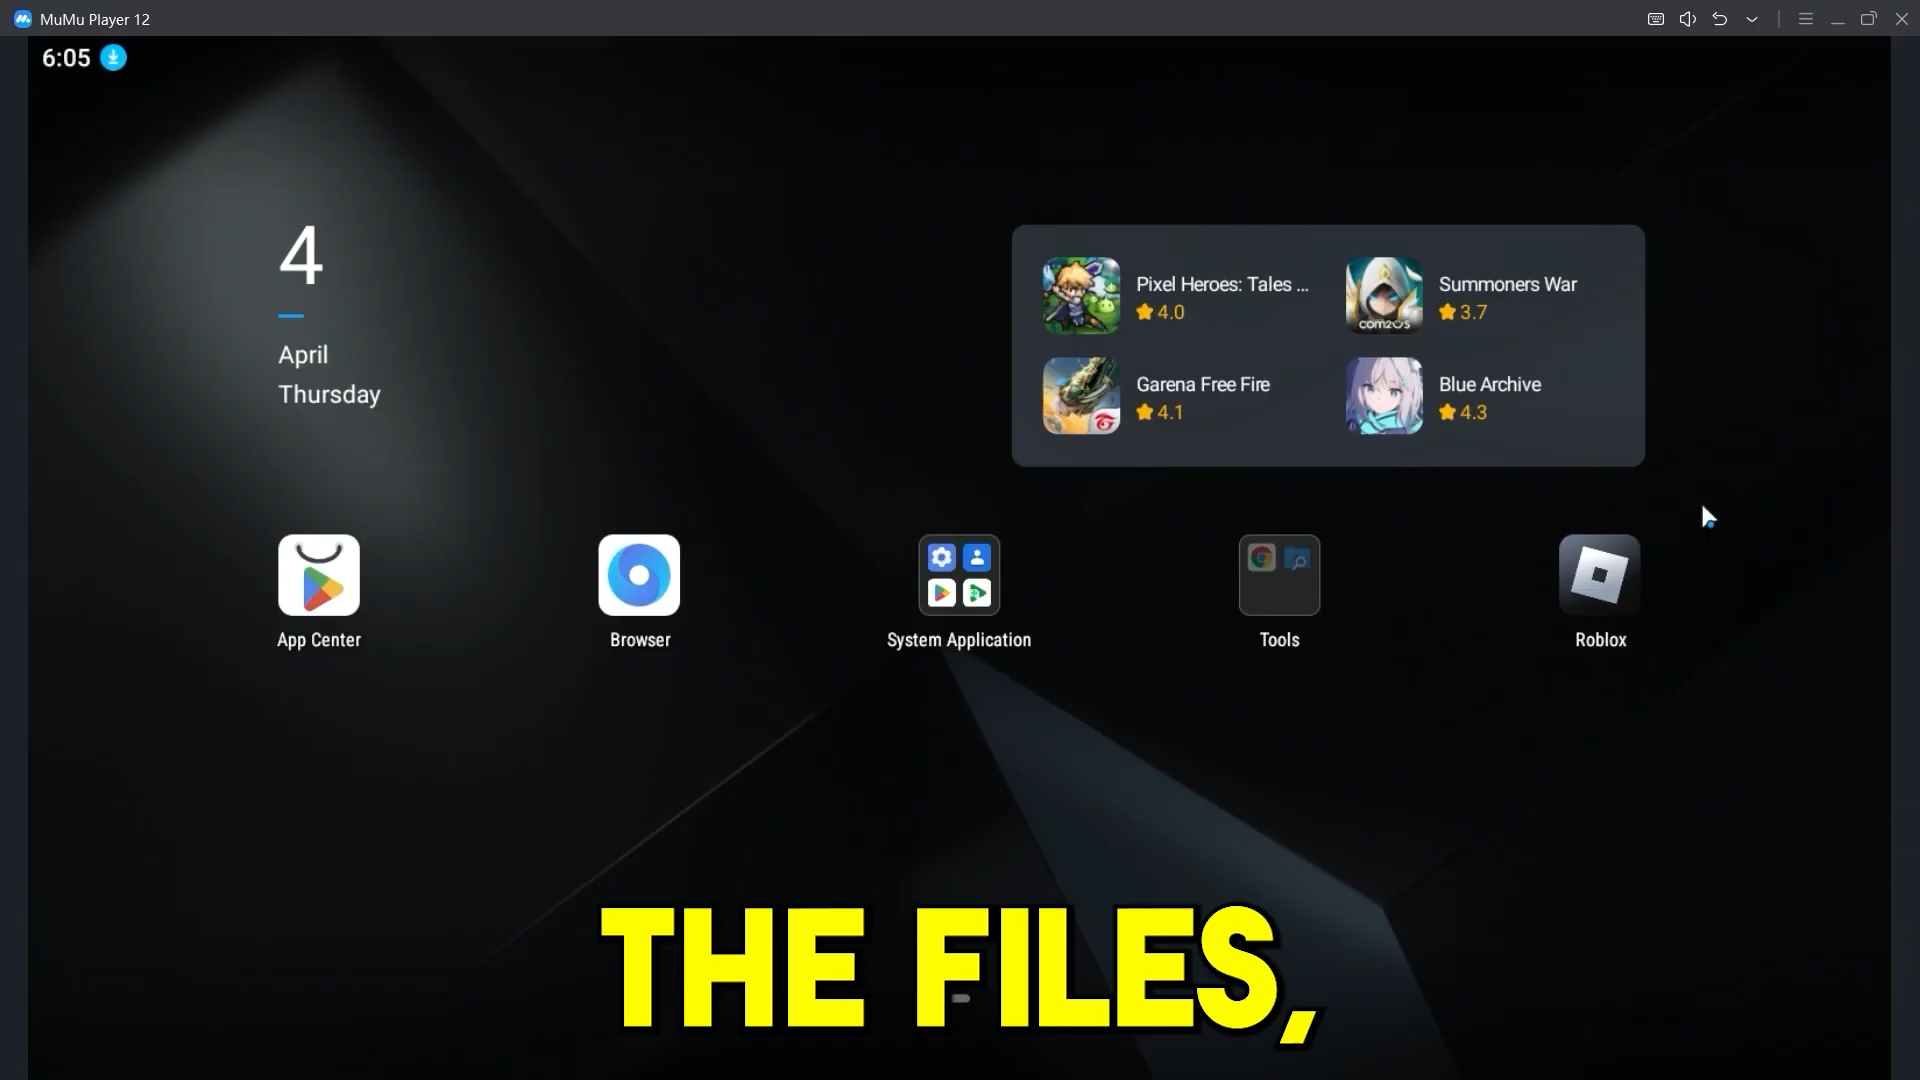 MuMu Player 12
6:05
4
April
Thursday
Pixel Heroes: Tales ...
4.0
Summoners War
3.7
com2us
Garena Free Fire
4.1
Blue Archive
4.3
App Center
Browser
System Application
Tools
Roblox
THE FILES,